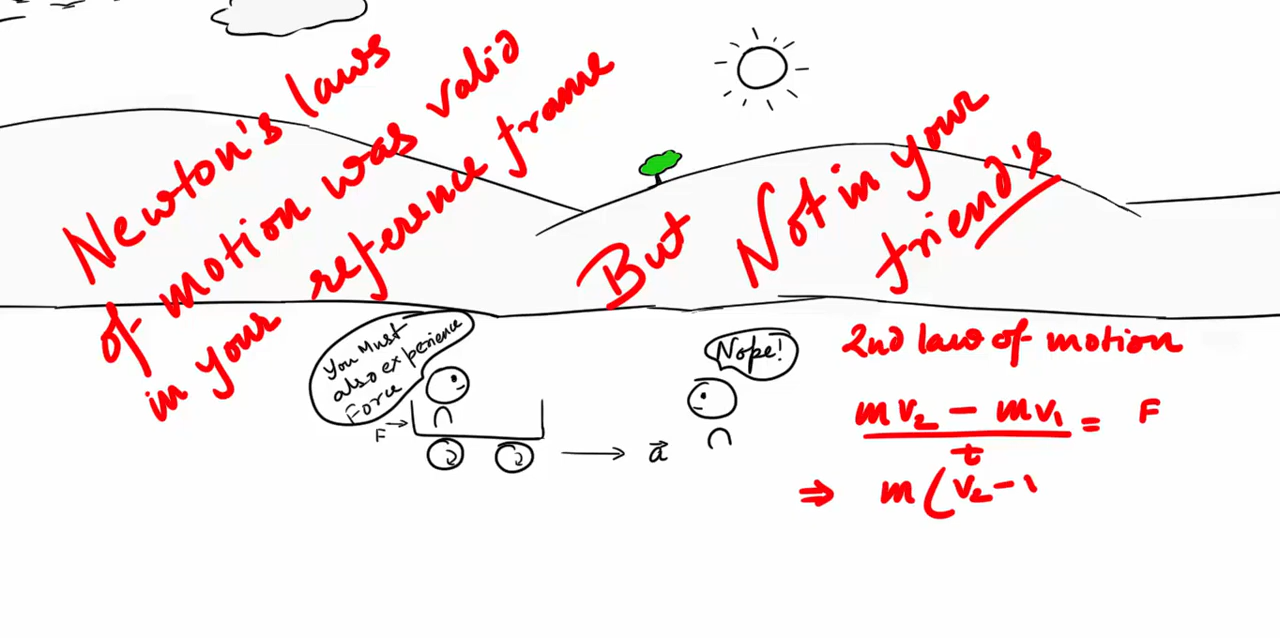 Newton's laws
of motion was valid
in your reference frame
But Not in your
friend's
You Must
also experience
Force
F →
→ a⃗
Nope!
2nd law of motion
mv₂ − mv₁ = F
t
⇒ m(v₂ − ١